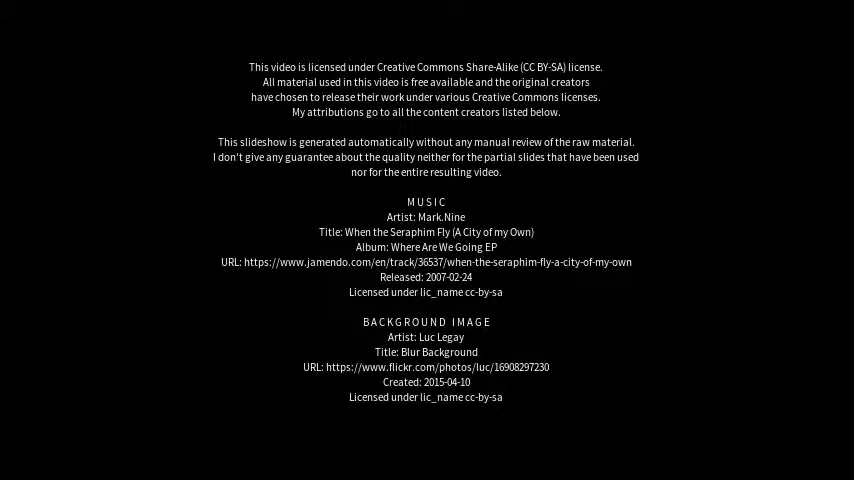 This video is licensed under Creative Commons Share-Alike (CC BY-SA) license.
All material used in this video is free available and the original creators
have chosen to release their work under various Creative Commons licenses.
My attributions go to all the content creators listed below.
This slideshow is generated automatically without any manual review of the raw material.
I don't give any guarantee about the quality neither for the partial slides that have been used
nor for the entire resulting video.
MUSIC
Artist: Mark.Nine
Title: When the Seraphim Fly (A City of my Own)
Album: Where Are We Going EP
URL: https://www.jamendo.com/en/track/36537/when-the-seraphim-fly-a-city-of-my-own
Released: 2007-02-24
Licensed under lic_name cc-by-sa
BACKGROUND IMAGE
Artist: Luc Legay
Title: Blur Background
URL: https://www.flickr.com/photos/luc/16908297230
Created: 2015-04-10
Licensed under lic_name cc-by-sa